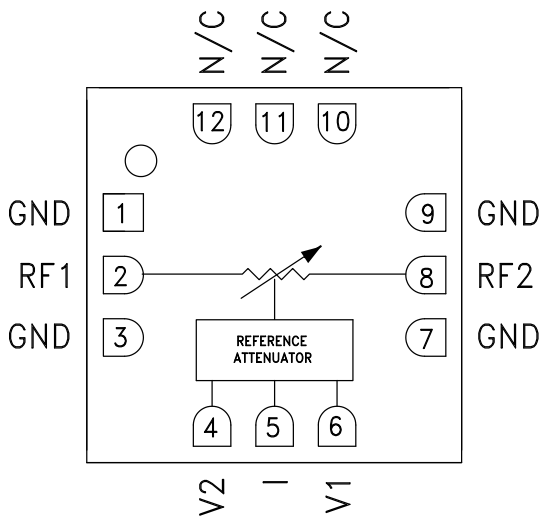 N/C
N/C
N/C
12
11
10
GND
1
9
GND
RF1
2
8
RF2
GND
3
REFERENCE
ATTENUATOR
7
GND
4
5
6
V2
I
V1